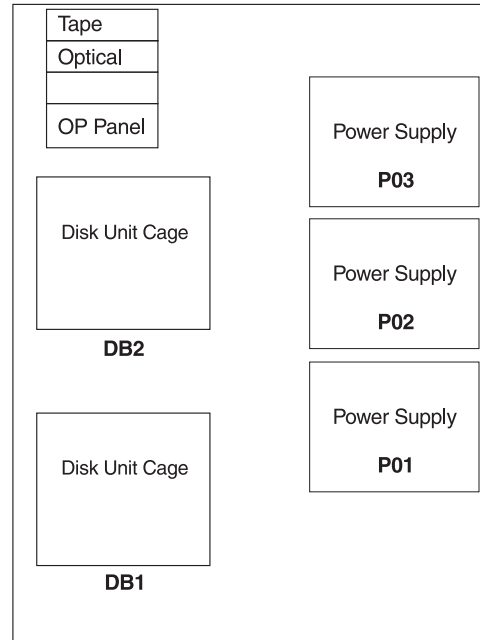 Tape
Optical
OP Panel
Disk Unit Cage
DB2
Disk Unit Cage
DB1
Power Supply
P03
Power Supply
P02
Power Supply
P01